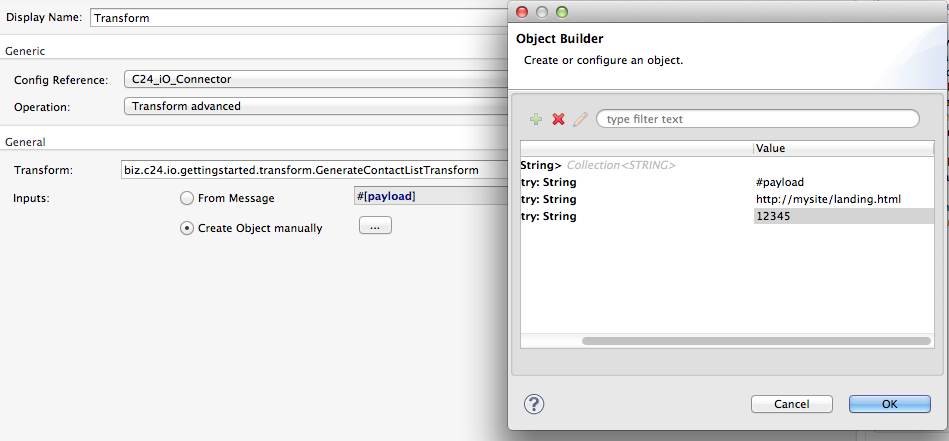 Display Name: Transform
Generic
Config Reference: C24_iO_Connector
Operation: Transform advanced
General
Transform: biz.c24.io.gettingstarted.transform.GenerateContactListTransform
Inputs: From Message #[payload]
Create Object manually ...
Object Builder
Create or configure an object.
type filter text
Value
String> Collection<STRING>
try: String #payload
try: String http://mysite/landing.html
try: String 12345
? Cancel OK